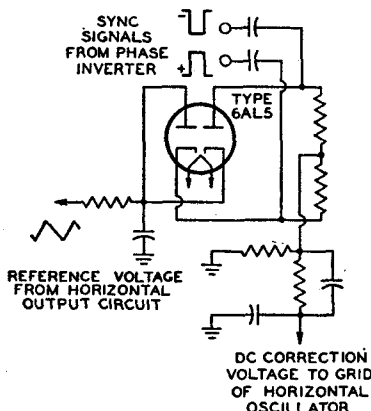 SYNC
SIGNALS
FROM PHASE
INVERTER
−
+
TYPE
6AL5
REFERENCE VOLTAGE
FROM HORIZONTAL
OUTPUT CIRCUIT
DC CORRECTION
VOLTAGE TO GRID
OF HORIZONTAL
OSCILLATOR